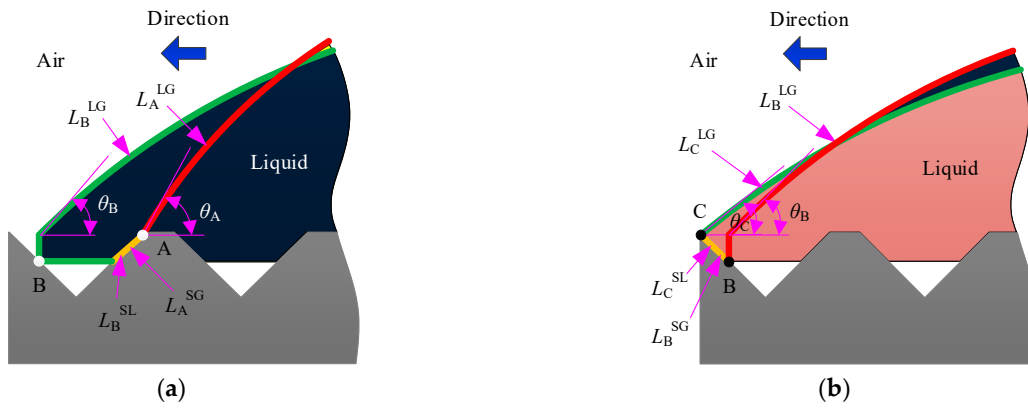 Direction
Air
L_B^LG
L_A^LG
Liquid
θ_B
θ_A
A
B
L_B^SL
L_A^SG
(a)
Direction
Air
L_B^LG
L_C^LG
Liquid
C
θ_C
θ_B
L_C^SL
B
L_B^SG
(b)